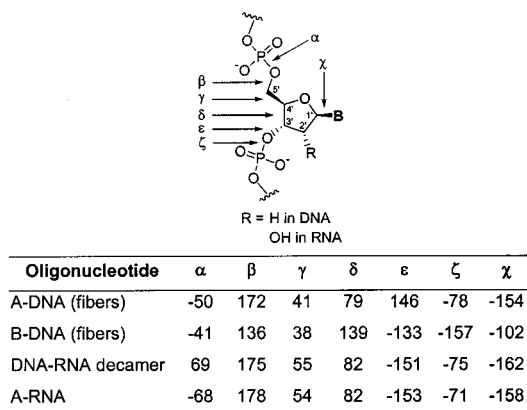 O
P
O
O⁻
O
α
χ
β
γ
δ
ε
ζ
5'
4'
3'
2'
1'
O
B
R
O
O
P
O⁻
O
R = H in DNA
OH in RNA
Oligonucleotide α β γ δ ε ζ χ
A-DNA (fibers) -50 172 41 79 146 -78 -154
B-DNA (fibers) -41 136 38 139 -133 -157 -102
DNA-RNA decamer 69 175 55 82 -151 -75 -162
A-RNA -68 178 54 82 -153 -71 -158